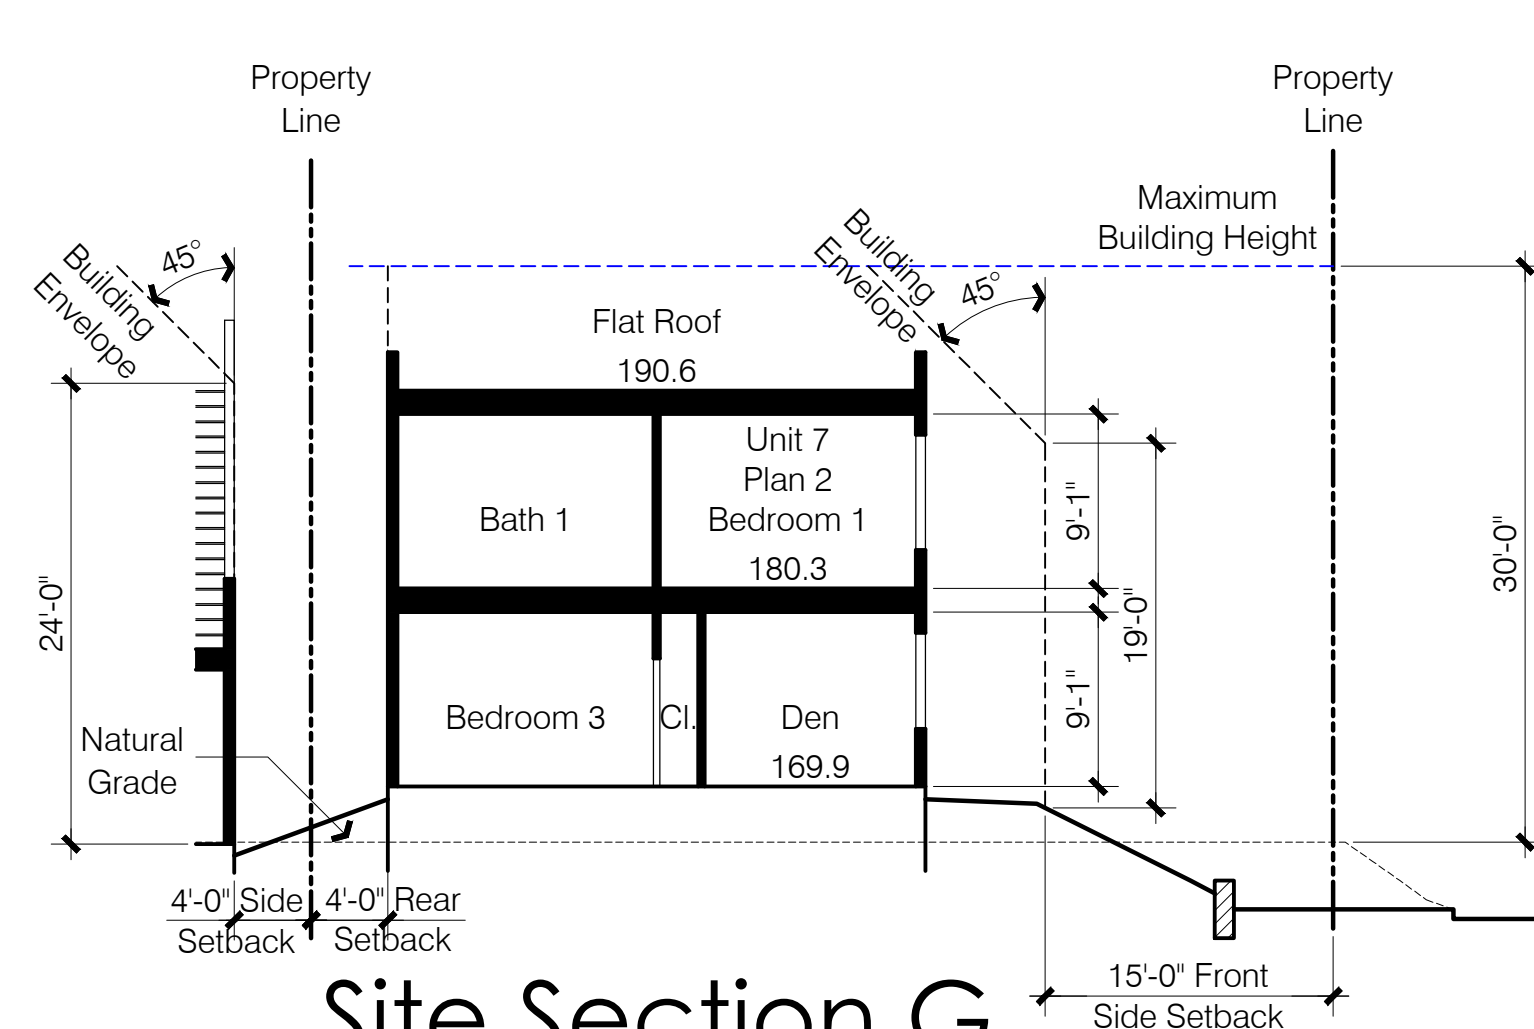 Property
Line
Property
Line
Maximum
Building Height
Building
Envelope
45°
Building
Envelope
45°
Flat Roof
190.6
Unit 7
Plan 2
Bedroom 1
180.3
Bath 1
9'-1"
30'-0"
24'-0"
19'-0"
9'-1"
Bedroom 3
Cl.
Den
169.9
Natural
Grade
4'-0" Side
Setback
4'-0" Rear
Setback
15'-0" Front
Side Setback
Site Section G